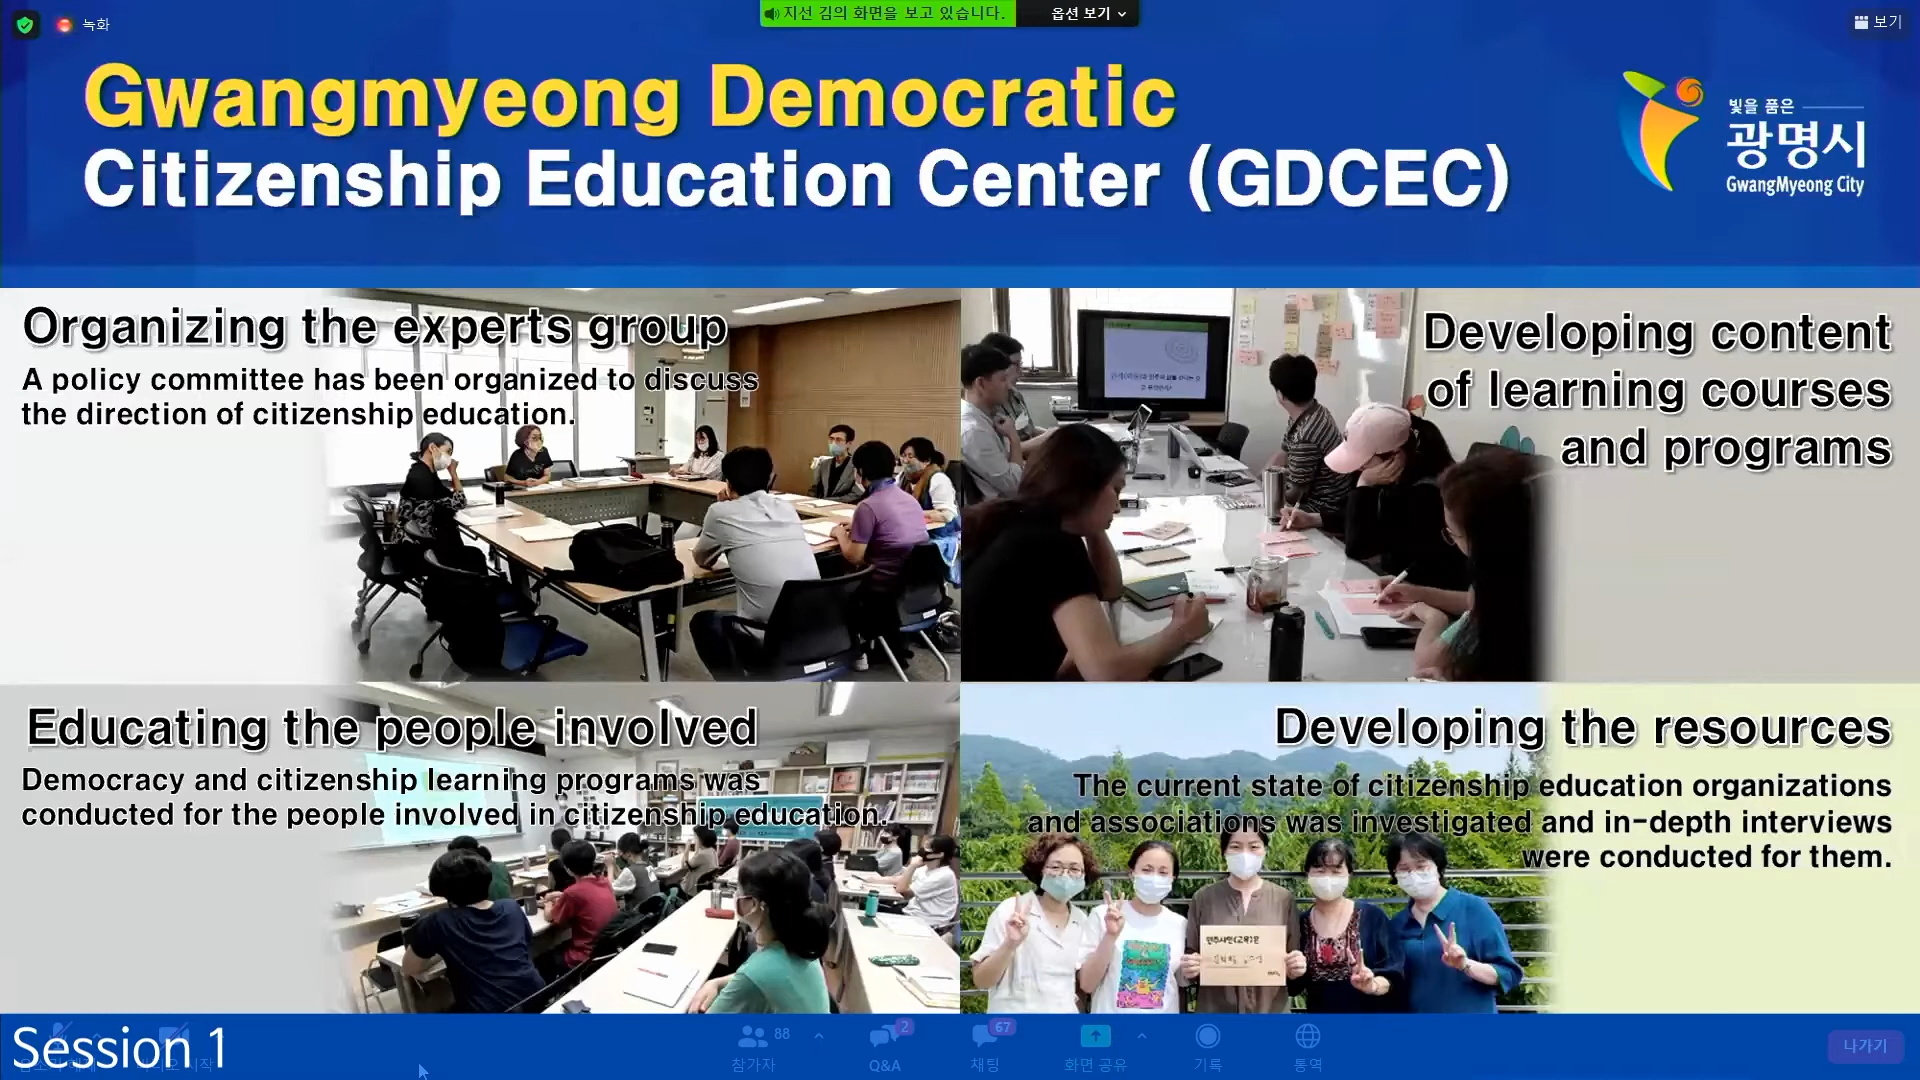 녹화
지선 김의 화면을 보고 있습니다.
옵션 보기
보기
Gwangmyeong Democratic
Citizenship Education Center (GDCEC)
빛을 품은
광명시
GwangMyeong City
Organizing the experts group
A policy committee has been organized to discuss
the direction of citizenship education.
Developing content
of learning courses
and programs
Educating the people involved
Democracy and citizenship learning programs was
conducted for the people involved in citizenship education.
Developing the resources
The current state of citizenship education organizations
and associations was investigated and in-depth interviews
were conducted for them.
Session 1
88
참가자
2
Q&A
67
채팅
화면 공유
기록
통역
나가기